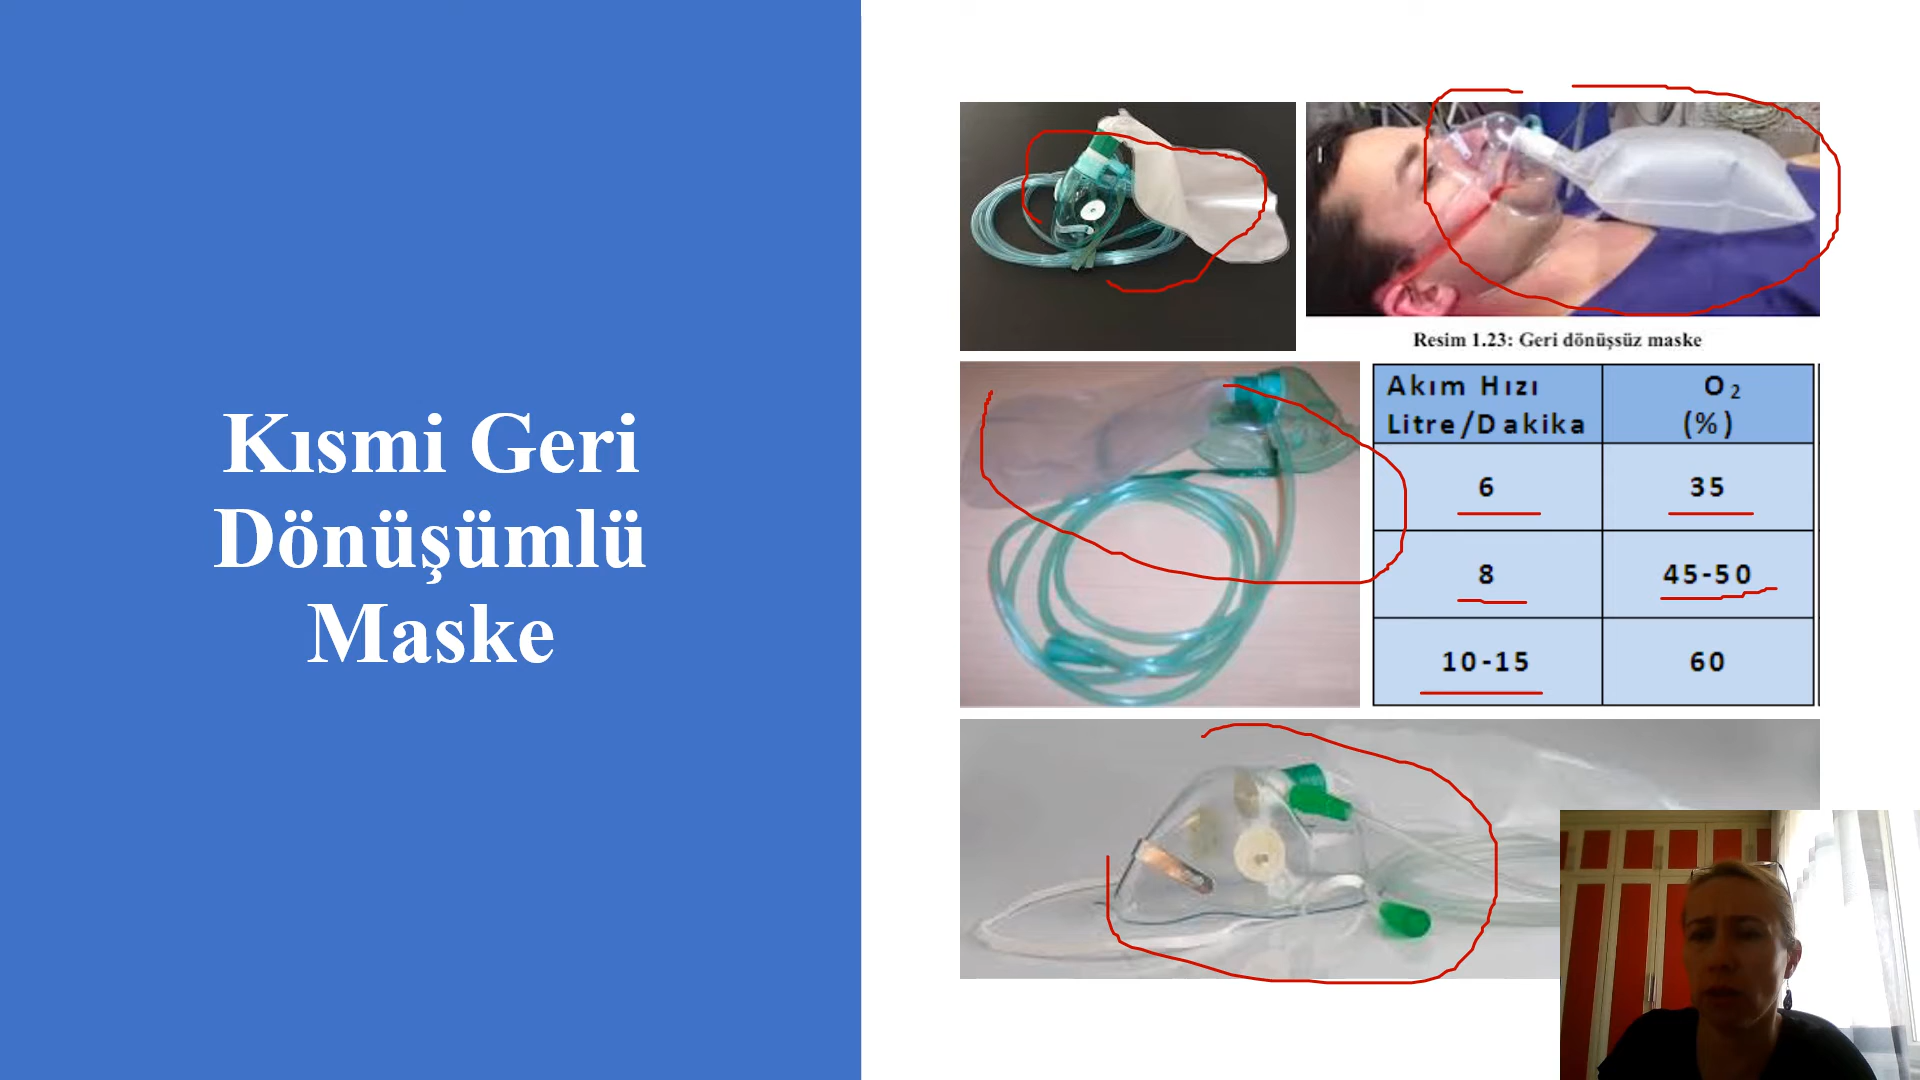 Kısmi Geri
Dönüşümlü
Maske
Resim 1.23: Geri dönüşsüz maske
Akım Hızı
Litre/Dakika
O2
(%)
6
35
8
45-50
10-15
60